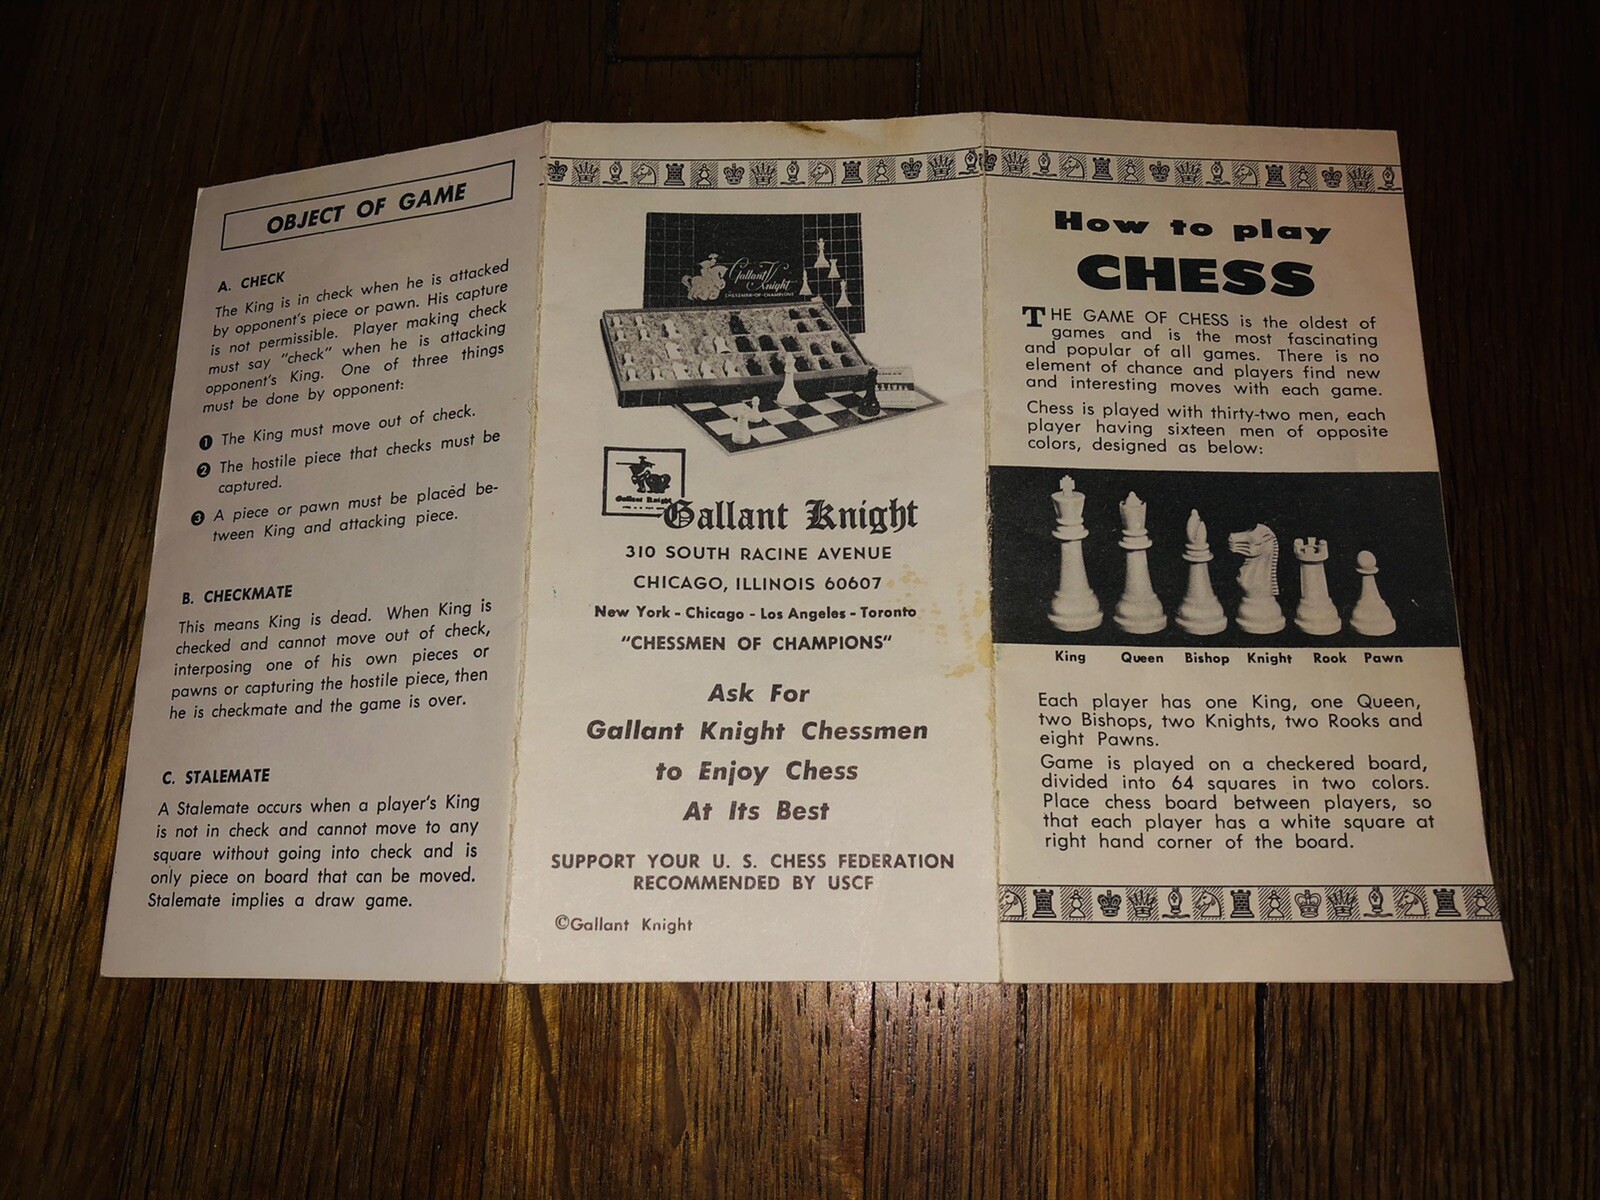 OBJECT OF GAME
A. CHECK
The King is in check when he is attacked
by opponent's piece or pawn. His capture
is not permissible. Player making check
must say "check" when he is attacking
opponent's King. One of three things
must be done by opponent:
1 The King must move out of check.
2 The hostile piece that checks must be
captured.
3 A piece or pawn must be placed be-
tween King and attacking piece.
B. CHECKMATE
This means King is dead. When King is
checked and cannot move out of check,
interposing one of his own pieces or
pawns or capturing the hostile piece, then
he is checkmate and the game is over.
C. STALEMATE
A Stalemate occurs when a player's King
is not in check and cannot move to any
square without going into check and is
only piece on board that can be moved.
Stalemate implies a draw game.
Gallant
Knight
CHESSMEN-OF-CHAMPIONS
Gallant Knight
Gallant Knight
310 SOUTH RACINE AVENUE
CHICAGO, ILLINOIS 60607
New York - Chicago - Los Angeles - Toronto
"CHESSMEN OF CHAMPIONS"
Ask For
Gallant Knight Chessmen
to Enjoy Chess
At Its Best
SUPPORT YOUR U. S. CHESS FEDERATION
RECOMMENDED BY USCF
©Gallant Knight
How to play
CHESS
THE GAME OF CHESS is the oldest of
games and is the most fascinating
and popular of all games. There is no
element of chance and players find new
and interesting moves with each game.
Chess is played with thirty-two men, each
player having sixteen men of opposite
colors, designed as below:
King Queen Bishop Knight Rook Pawn
Each player has one King, one Queen,
two Bishops, two Knights, two Rooks and
eight Pawns.
Game is played on a checkered board,
divided into 64 squares in two colors.
Place chess board between players, so
that each player has a white square at
right hand corner of the board.